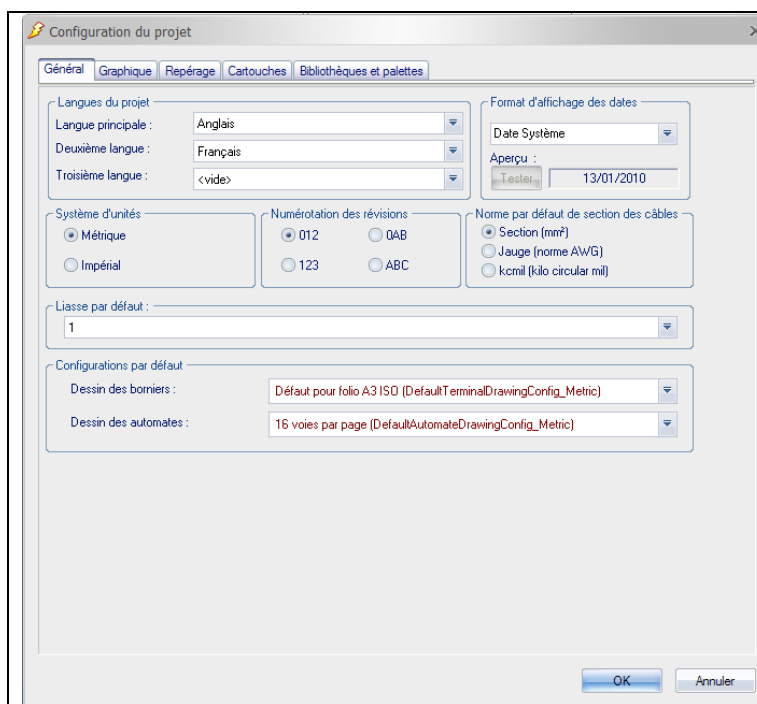 Configuration du projet
Général Graphique Repérage Cartouches Bibliothèques et palettes
Langues du projet
Langue principale : Anglais
Deuxième langue : Français
Troisième langue : <vide>
Format d'affichage des dates
Date Système
Aperçu :
Tester 13/01/2010
Système d'unités
Métrique
Impérial
Numérotation des révisions
012 0AB
123 ABC
Norme par défaut de section des câbles
Section (mm²)
Jauge (norme AWG)
kcmil (kilo circular mil)
Liasse par défaut :
1
Configurations par défaut
Dessin des borniers : Défaut pour folio A3 ISO (DefaultTerminalDrawingConfig_Metric)
Dessin des automates : 16 voies par page (DefaultAutomateDrawingConfig_Metric)
OK Annuler